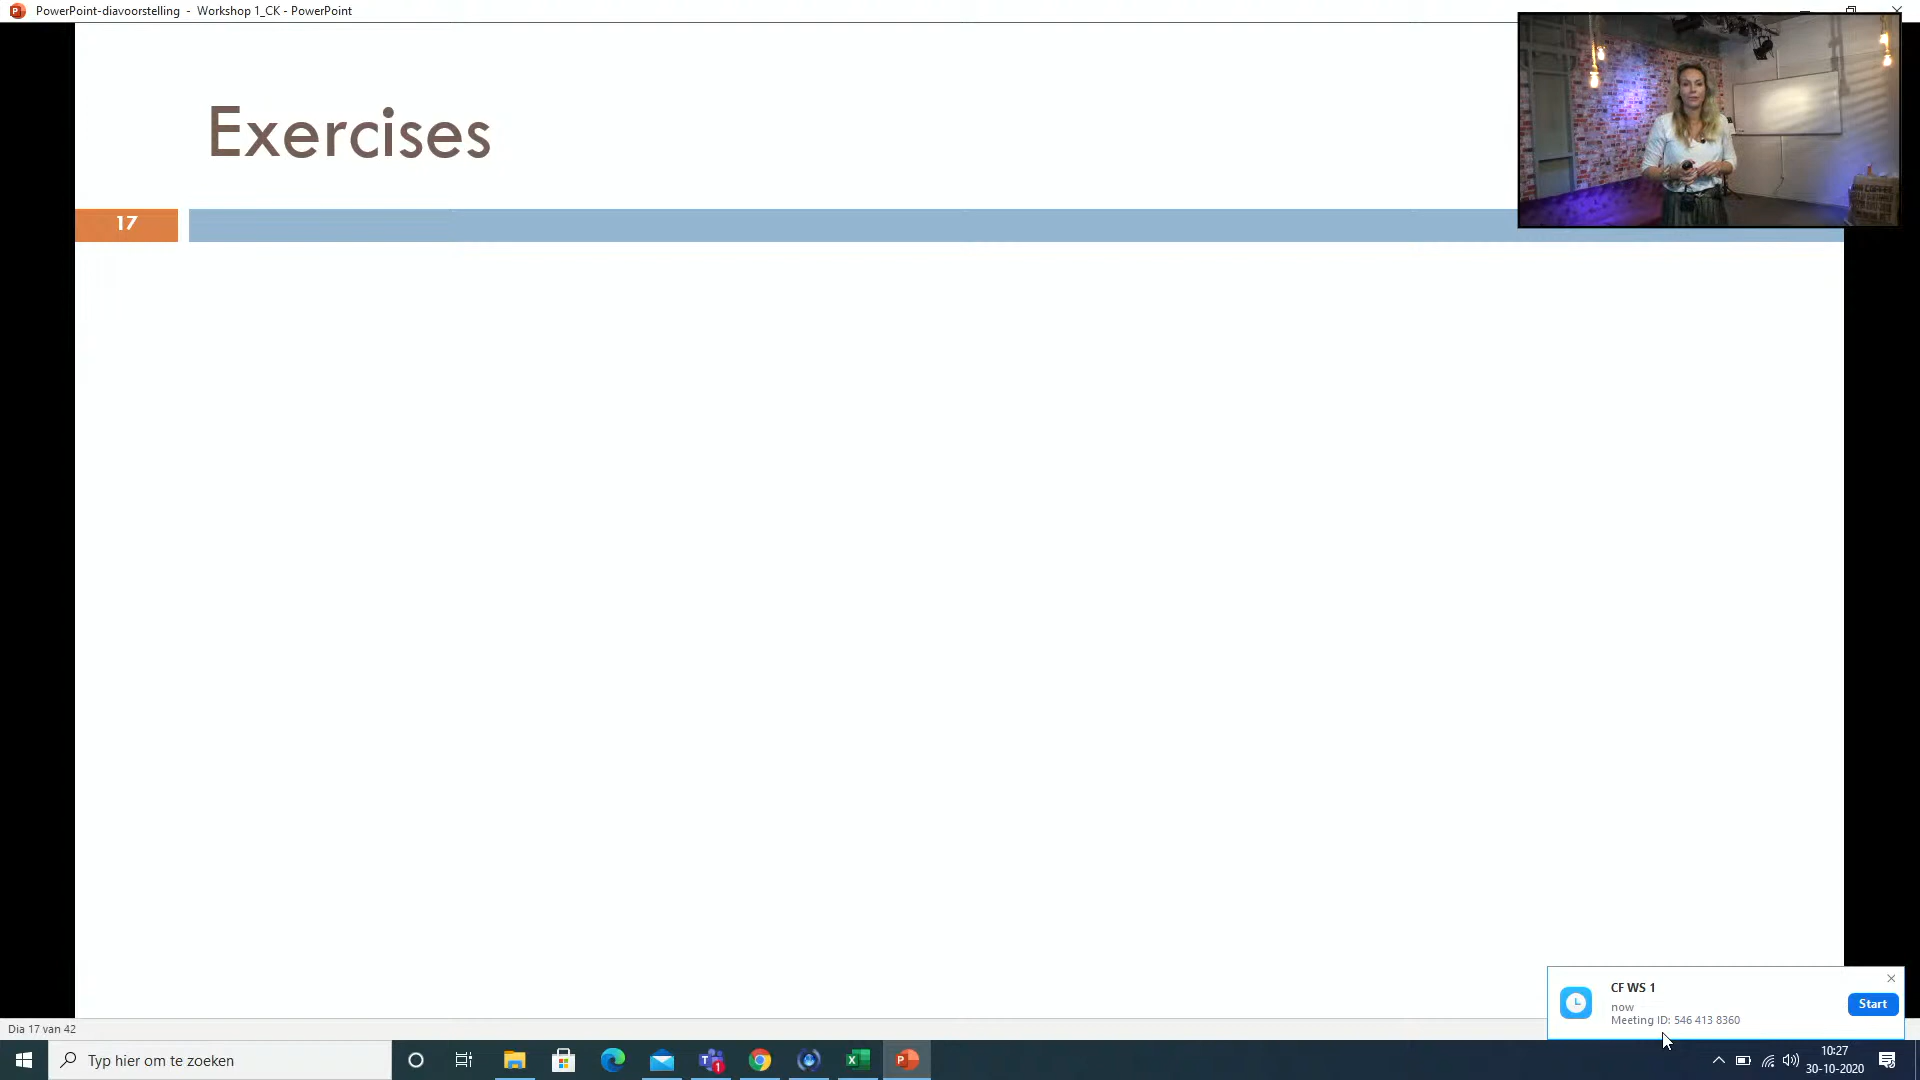 PowerPoint-diavoorstelling - Workshop 1_CK - PowerPoint
Exercises
17
CF WS 1
now
Meeting ID: 546 413 8360
Start
Dia 17 van 42
Typ hier om te zoeken
1
10:27
30-10-2020